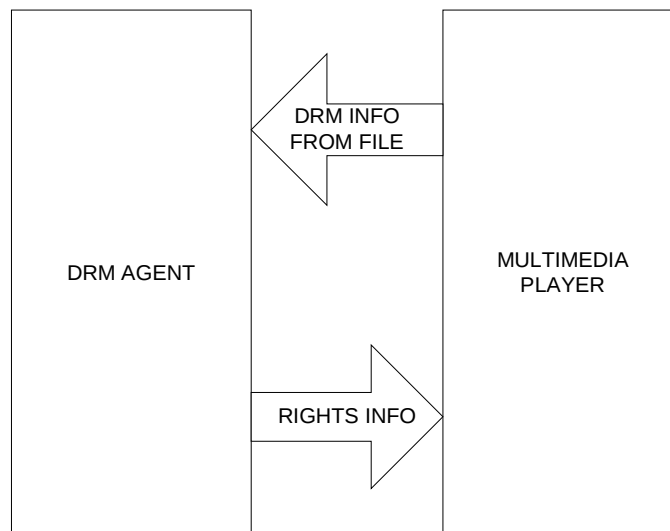 DRM INFO
FROM FILE
DRM AGENT
MULTIMEDIA
PLAYER
RIGHTS INFO